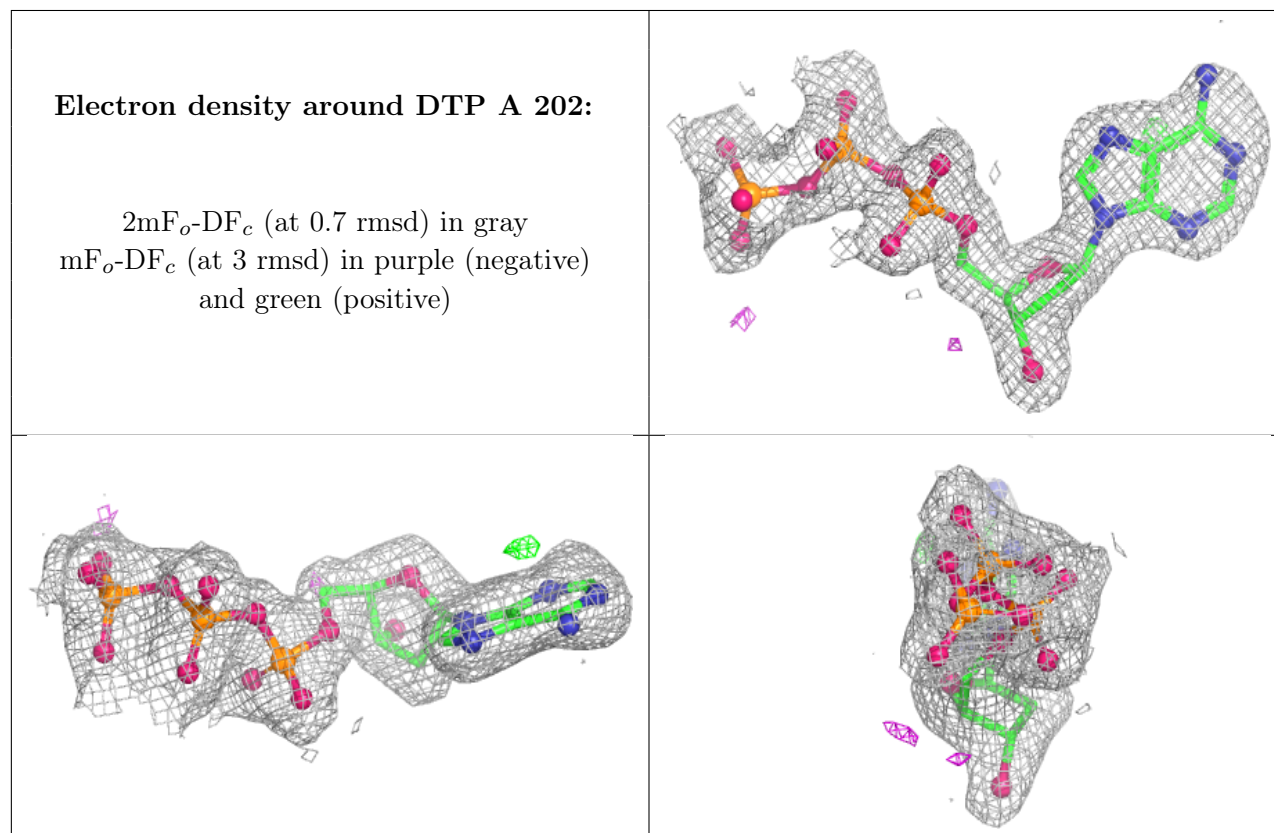 Electron density around DTP A 202:
2mFo-DFc (at 0.7 rmsd) in gray
mFo-DFc (at 3 rmsd) in purple (negative)
and green (positive)